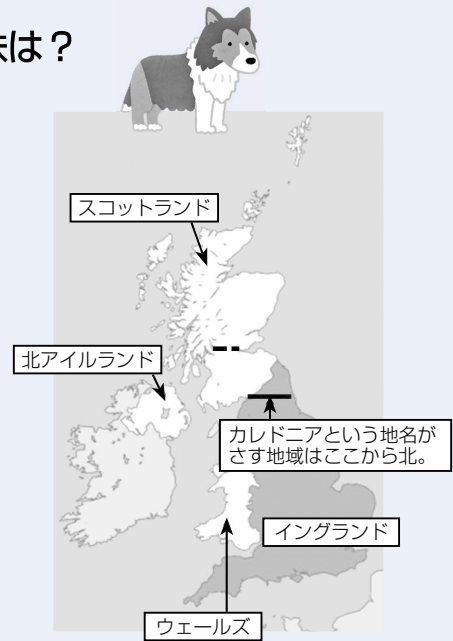 は？
スコットランド
北アイルランド
カレドニアという地名が
さす地域はここから北。
イングランド
ウェールズ